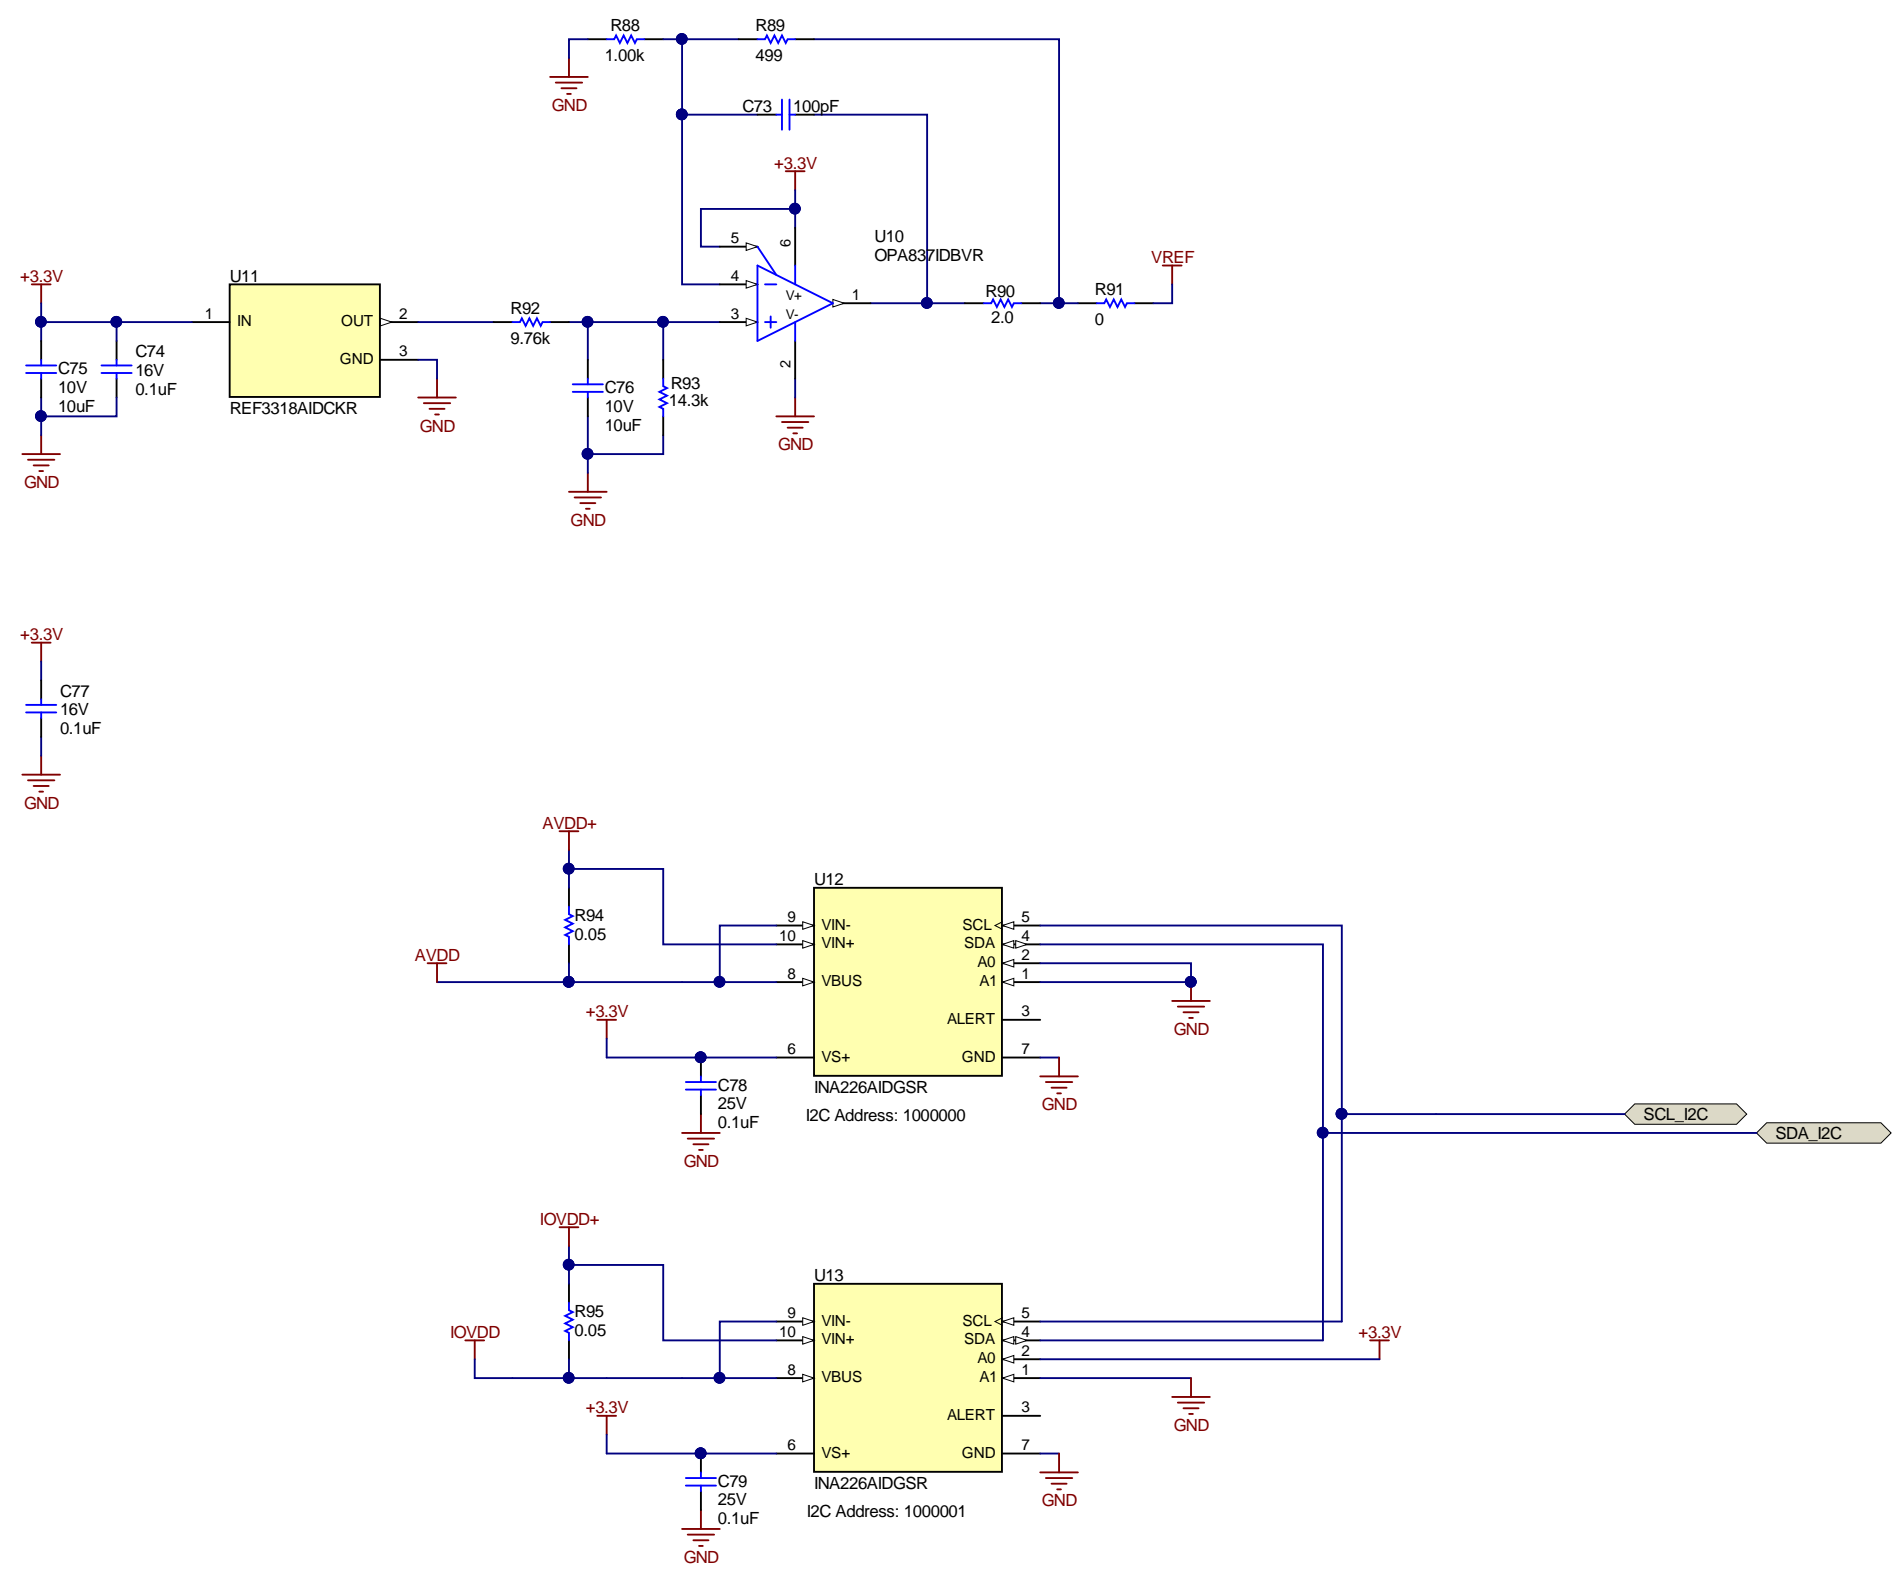 R88
1.00k
GND
R89
499
C73
100pF
+3.3V
5
6
4
3
V+
V-
2
1
U10
OPA837IDBVR
GND
R90
2.0
R91
0
VREF
+3.3V
C75
10V
10uF
C74
16V
0.1uF
GND
U11
1
IN
OUT
2
GND
3
REF3318AIDCKR
GND
R92
9.76k
C76
10V
10uF
R93
14.3k
GND
+3.3V
C77
16V
0.1uF
GND
AVDD+
R94
0.05
AVDD
+3.3V
C78
25V
0.1uF
GND
U12
9
VIN-
10
VIN+
8
VBUS
6
VS+
SCL
5
SDA
4
A0
2
A1
1
ALERT
3
GND
7
INA226AIDGSR
I2C Address: 1000000
GND
GND
SCL_I2C
SDA_I2C
IOVDD+
R95
0.05
IOVDD
+3.3V
C79
25V
0.1uF
GND
U13
9
VIN-
10
VIN+
8
VBUS
6
VS+
SCL
5
SDA
4
A0
2
A1
1
ALERT
3
GND
7
INA226AIDGSR
I2C Address: 1000001
+3.3V
GND
GND